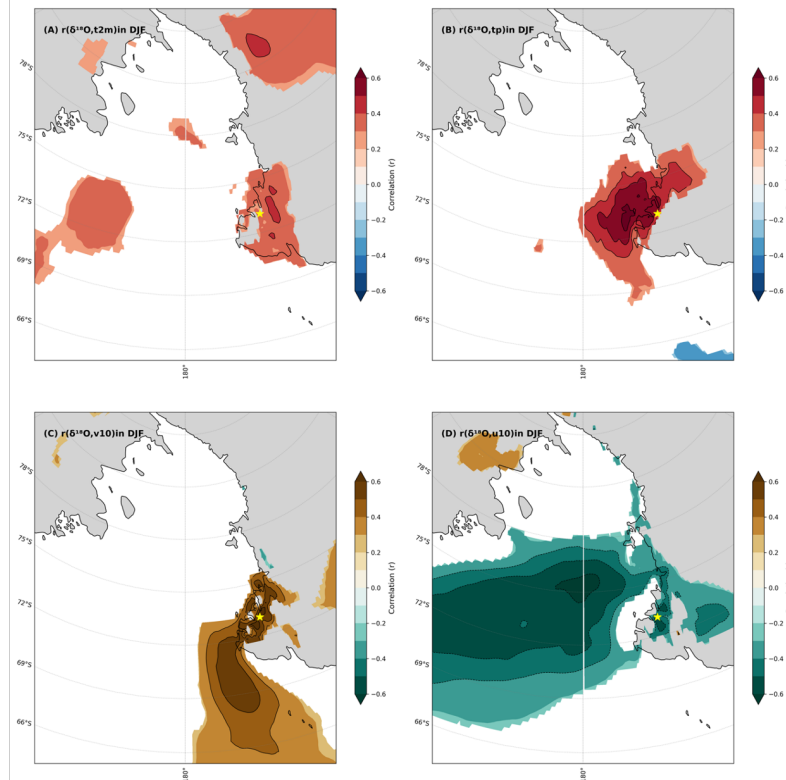 (A) r(δ¹⁸O,t2m)in DJF
78°S
75°S
72°S
69°S
66°S
180°
0.6
0.4
0.2
0.0
−0.2
−0.4
−0.6
Correlation (r)
(B) r(δ¹⁸O,tp)in DJF
78°S
75°S
72°S
69°S
66°S
180°
0.6
0.4
0.2
0.0
−0.2
−0.4
−0.6
(C) r(δ¹⁸O,v10)in DJF
78°S
75°S
72°S
69°S
66°S
180°
0.6
0.4
0.2
0.0
−0.2
−0.4
−0.6
Correlation (r)
(D) r(δ¹⁸O,u10)in DJF
78°S
75°S
72°S
69°S
66°S
180°
0.6
0.4
0.2
0.0
−0.2
−0.4
−0.6